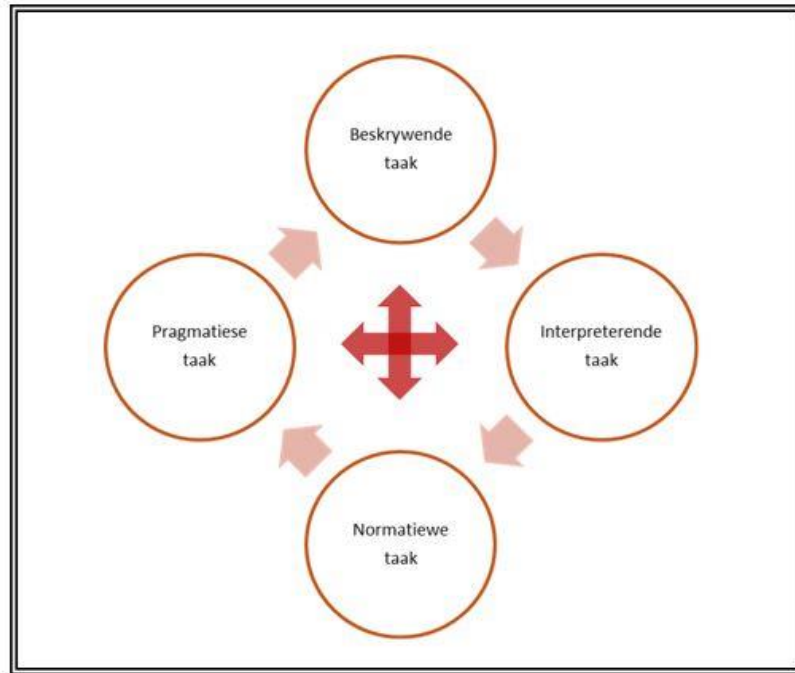 Beskrywende
taak
Pragmatiese
taak
Interpreterende
taak
Normatiewe
taak